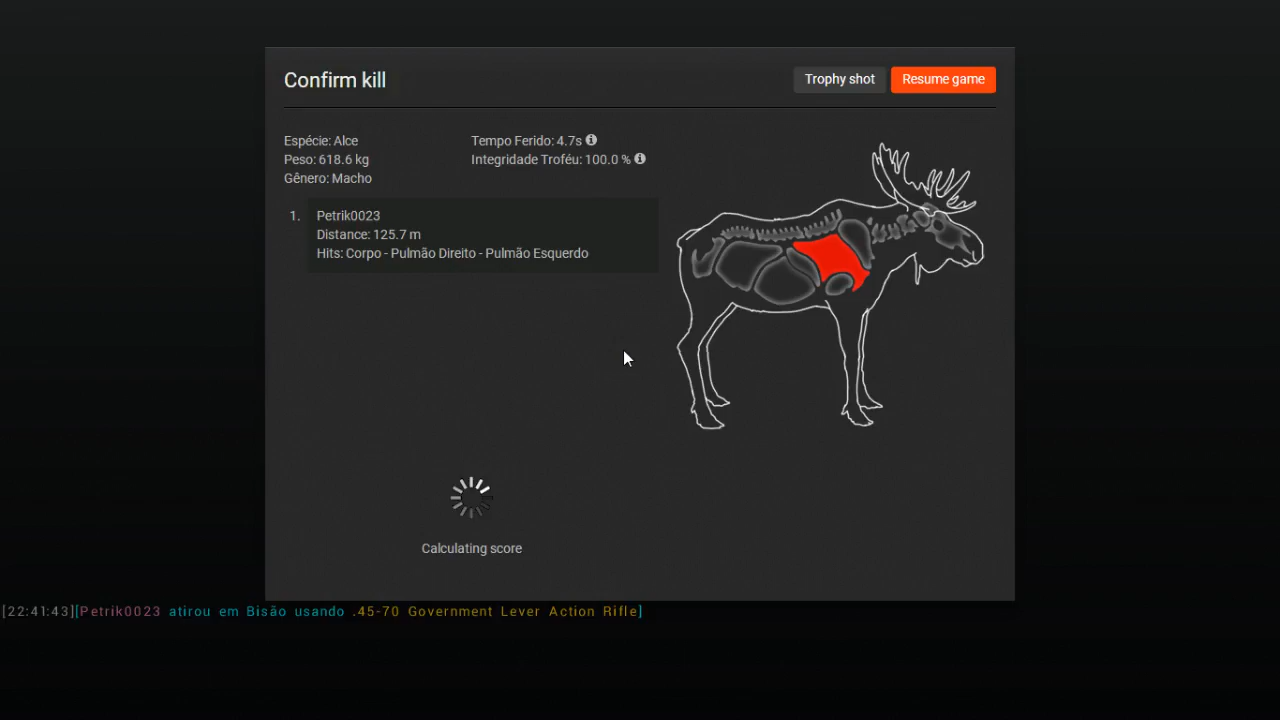 Confirm kill
Trophy shot
Resume game
Espécie: Alce
Peso: 618.6 kg
Gênero: Macho
Tempo Ferido: 4.7s
Integridade Troféu: 100.0 %
1.
Petrik0023
Distance: 125.7 m
Hits: Corpo - Pulmão Direito - Pulmão Esquerdo
Calculating score
[22:41:43][Petrik0023 atirou em Bisão usando .45-70 Government Lever Action Rifle]